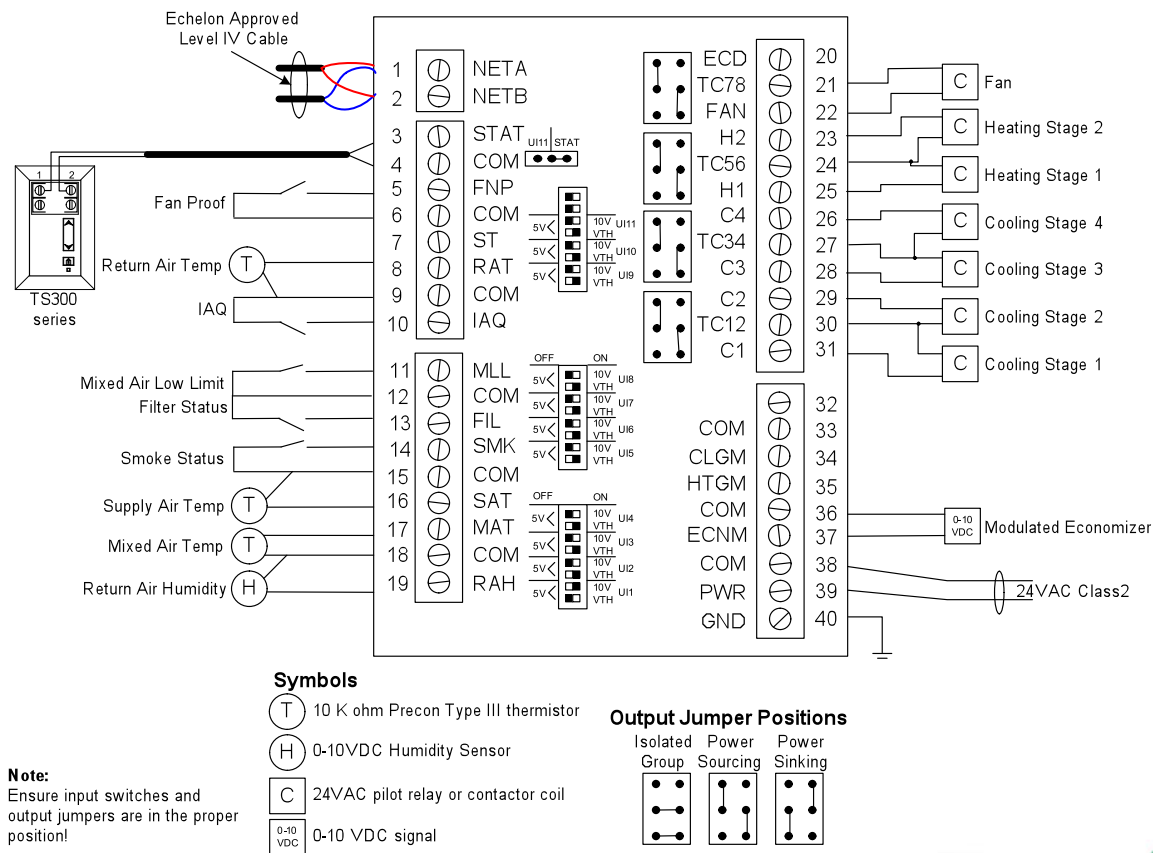 Echelon Approved
Level IV Cable
1
2
NETA
NETB
3
4
5
6
7
8
9
10
STAT
COM
FNP
COM
ST
RAT
COM
IAQ
UI11 STAT
1 2
TS300
series
Fan Proof
Return Air Temp
T
IAQ
5V
10V
VTH
UI11
5V
10V
VTH
UI10
5V
10V
VTH
UI9
11
12
13
14
15
16
17
18
19
MLL
COM
FIL
SMK
COM
SAT
MAT
COM
RAH
Mixed Air Low Limit
Filter Status
Smoke Status
Supply Air Temp
T
Mixed Air Temp
T
Return Air Humidity
H
OFF ON
5V
10V
VTH
UI8
5V
10V
VTH
UI7
5V
10V
VTH
UI6
5V
10V
VTH
UI5
OFF ON
5V
10V
VTH
UI4
5V
10V
VTH
UI3
5V
10V
VTH
UI2
5V
10V
VTH
UI1
ECD
TC78
FAN
H2
TC56
H1
C4
TC34
C3
C2
TC12
C1
20
21
22
23
24
25
26
27
28
29
30
31
C Fan
C Heating Stage 2
C Heating Stage 1
C Cooling Stage 4
C Cooling Stage 3
C Cooling Stage 2
C Cooling Stage 1
COM
CLGM
HTGM
COM
ECNM
COM
PWR
GND
32
33
34
35
36
37
38
39
40
0-10
VDC
Modulated Economizer
24VAC Class2
Symbols
T 10 K ohm Precon Type III thermistor
H 0-10VDC Humidity Sensor
C 24VAC pilot relay or contactor coil
0-10
VDC
0-10 VDC signal
Output Jumper Positions
Isolated
Group
Power
Sourcing
Power
Sinking
Note:
Ensure input switches and
output jumpers are in the proper
position!